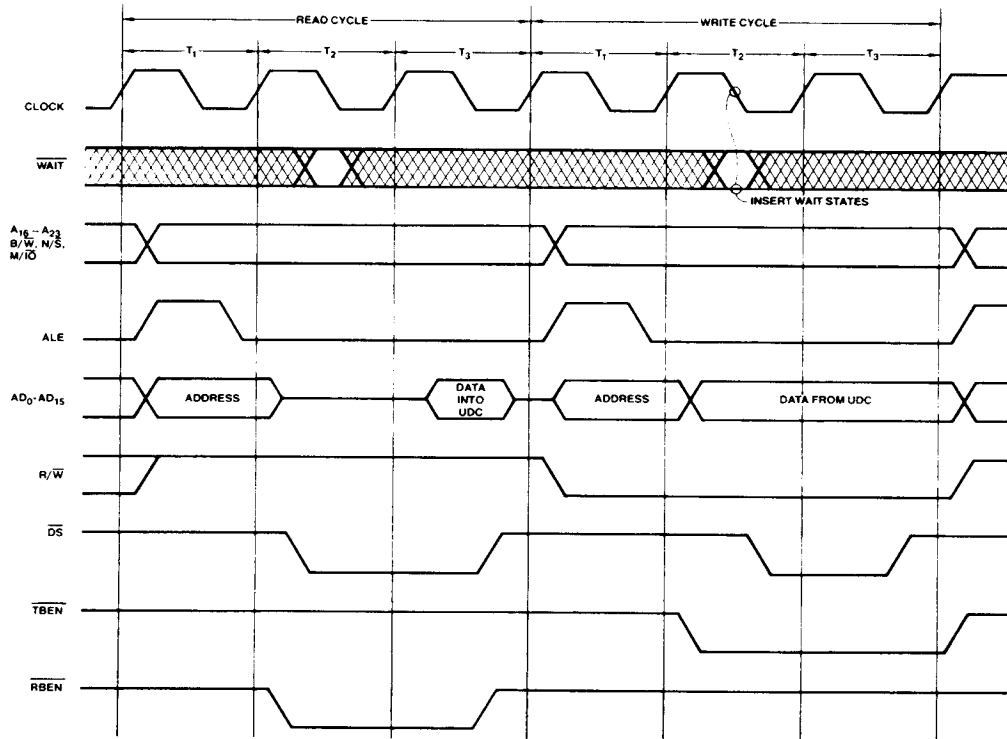 READ CYCLE
WRITE CYCLE
T1
T2
T3
T1
T2
T3
CLOCK
WAIT
INSERT WAIT STATES
A16–A23
B/W, N/S,
M/IO
ALE
AD0-AD15
ADDRESS
DATA
INTO
UDC
ADDRESS
DATA FROM UDC
R/W
DS
TBEN
RBEN